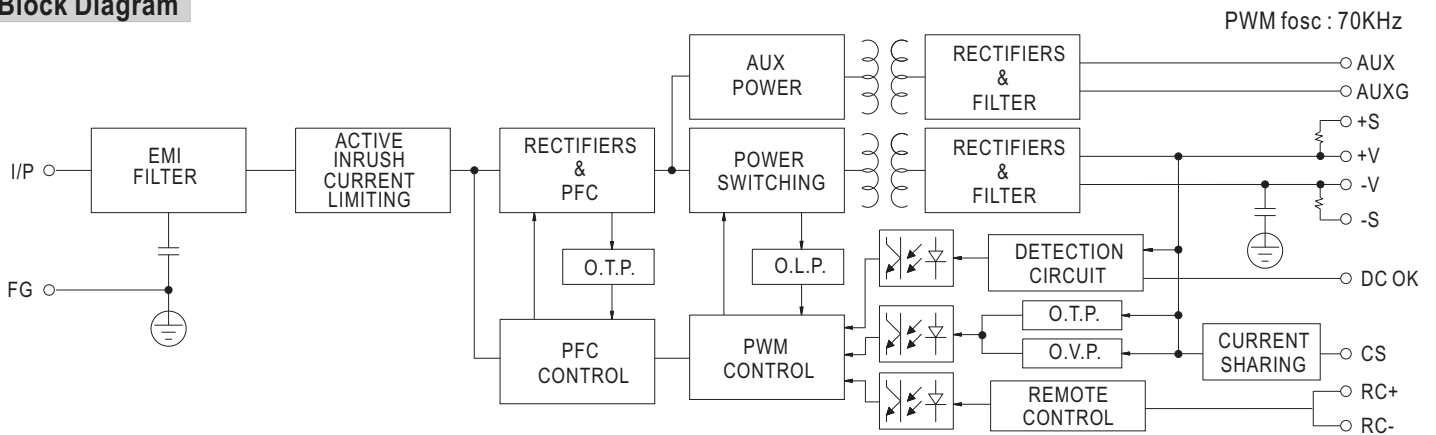 Block Diagram
PWM fosc : 70KHz
AUX
POWER
RECTIFIERS
&
FILTER
AUX
AUXG
I/P
EMI
FILTER
ACTIVE
INRUSH
CURRENT
LIMITING
RECTIFIERS
&
PFC
POWER
SWITCHING
RECTIFIERS
&
FILTER
+S
+V
-V
-S
FG
O.T.P.
O.L.P.
DETECTION
CIRCUIT
DC OK
PFC
CONTROL
PWM
CONTROL
O.T.P.
O.V.P.
CURRENT
SHARING
CS
REMOTE
CONTROL
RC+
RC-